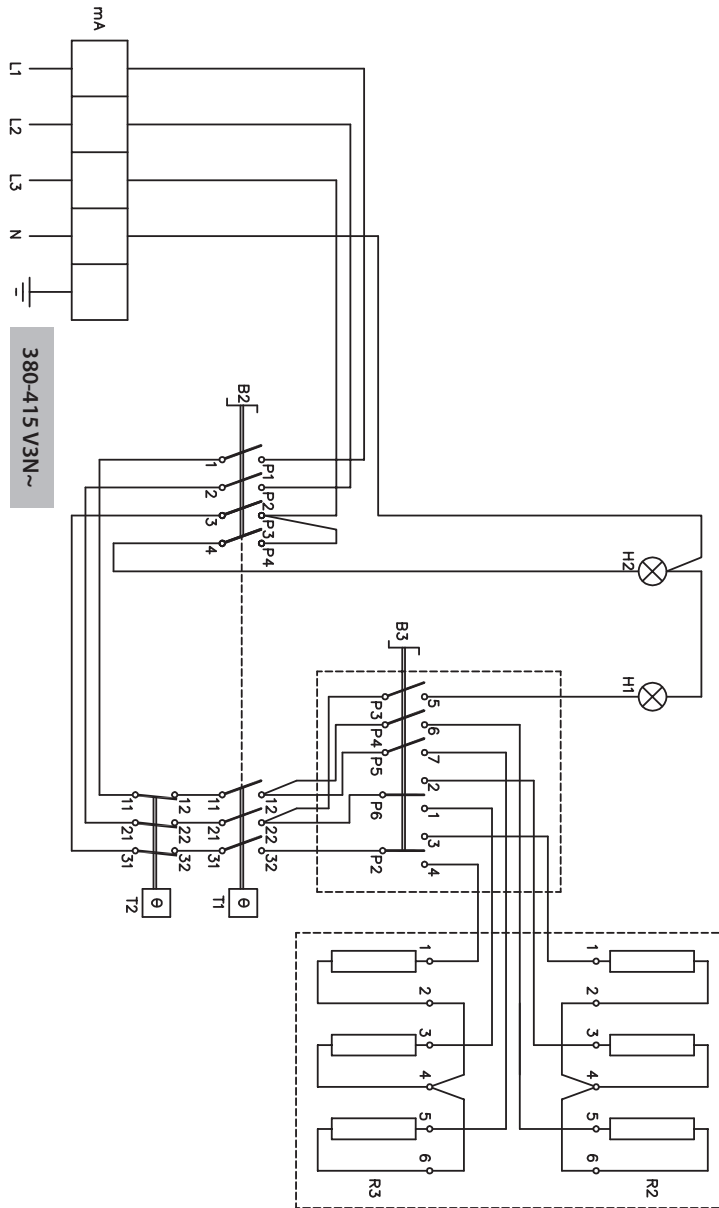 R2
H2 H1
1 2 3 4 5 6
5 6 7 2 1 3 4
1 2 3 4 5 6
B3
P3 P4 P5 P6 P2
R3
P1 P2 P3 P4
12 22 32
B2
θ
1 2 3 4
11 21 31
T1
12 22 32
θ
11 21 31
T2
mA
L1 L2 L3 N
380-415 V3N~